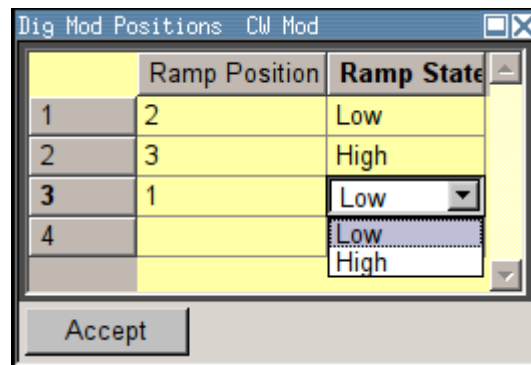 Dig Mod Positions CW Mod
Ramp Position Ramp State
1 2 Low
2 3 High
3 1 Low
4 Low
High
Accept